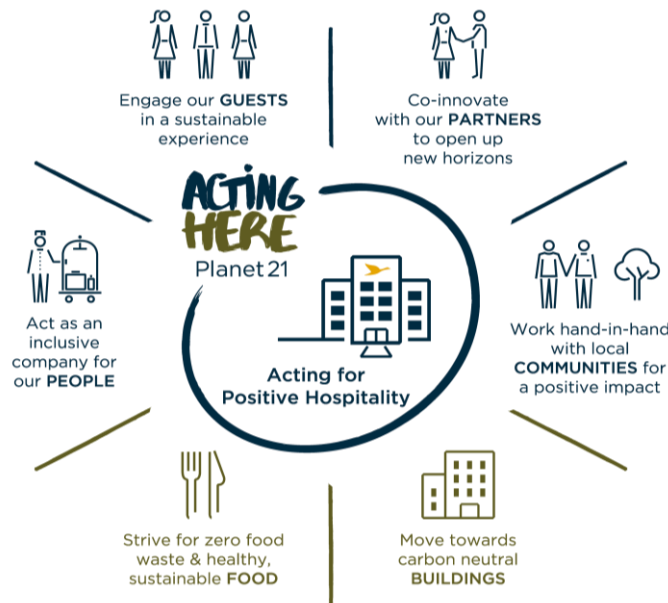 Engage our GUESTS
in a sustainable
experience
Co-innovate
with our PARTNERS
to open up
new horizons
ACTING
HERE
Planet 21
Act as an
inclusive
company for
our PEOPLE
Acting for
Positive Hospitality
Work hand-in-hand
with local
COMMUNITIES for
a positive impact
Strive for zero food
waste & healthy,
sustainable FOOD
Move towards
carbon neutral
BUILDINGS